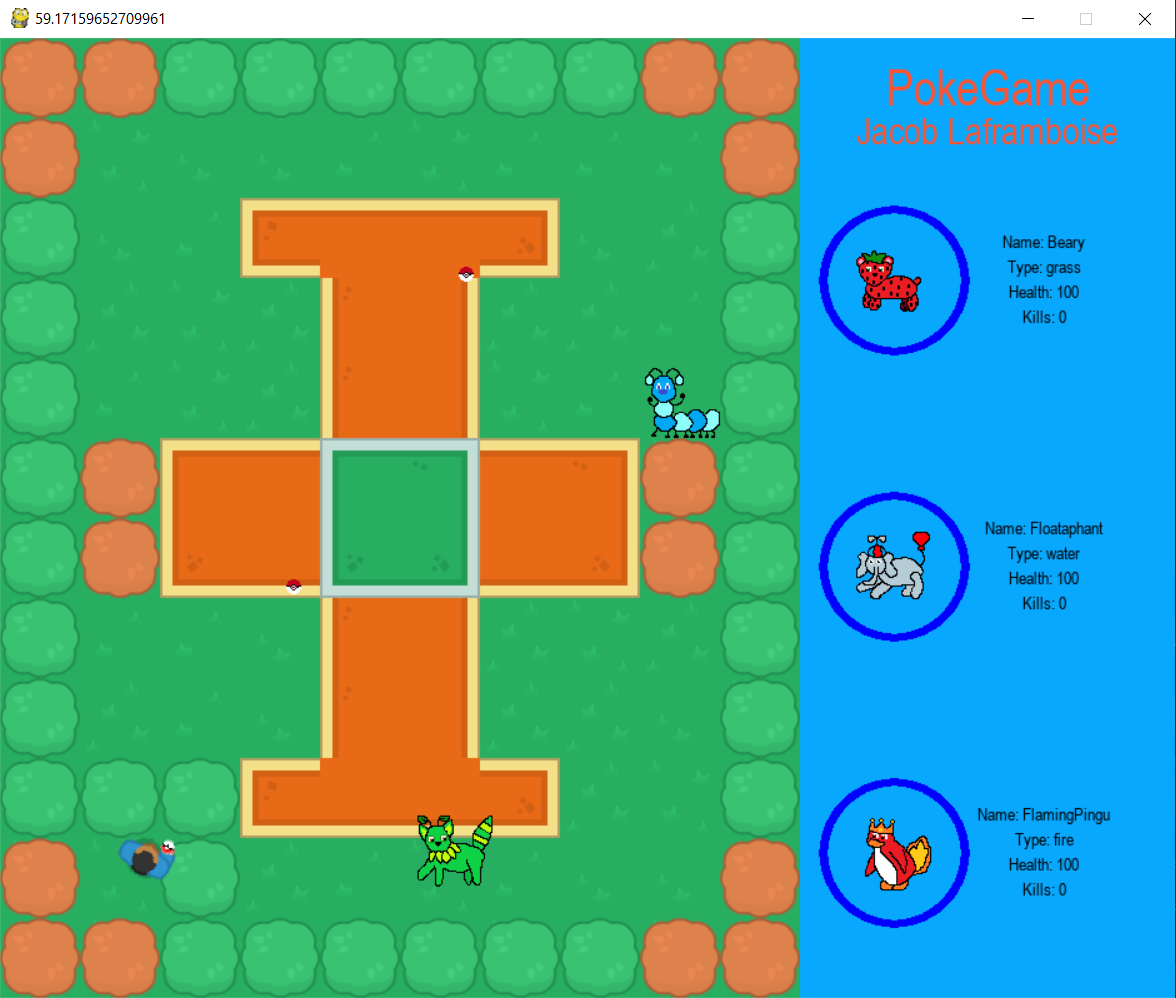 59.17159652709961
PokeGame
Jacob Laframboise
Name: Beary
Type: grass
Health: 100
Kills: 0
Name: Floataphant
Type: water
Health: 100
Kills: 0
Name: FlamingPingu
Type: fire
Health: 100
Kills: 0